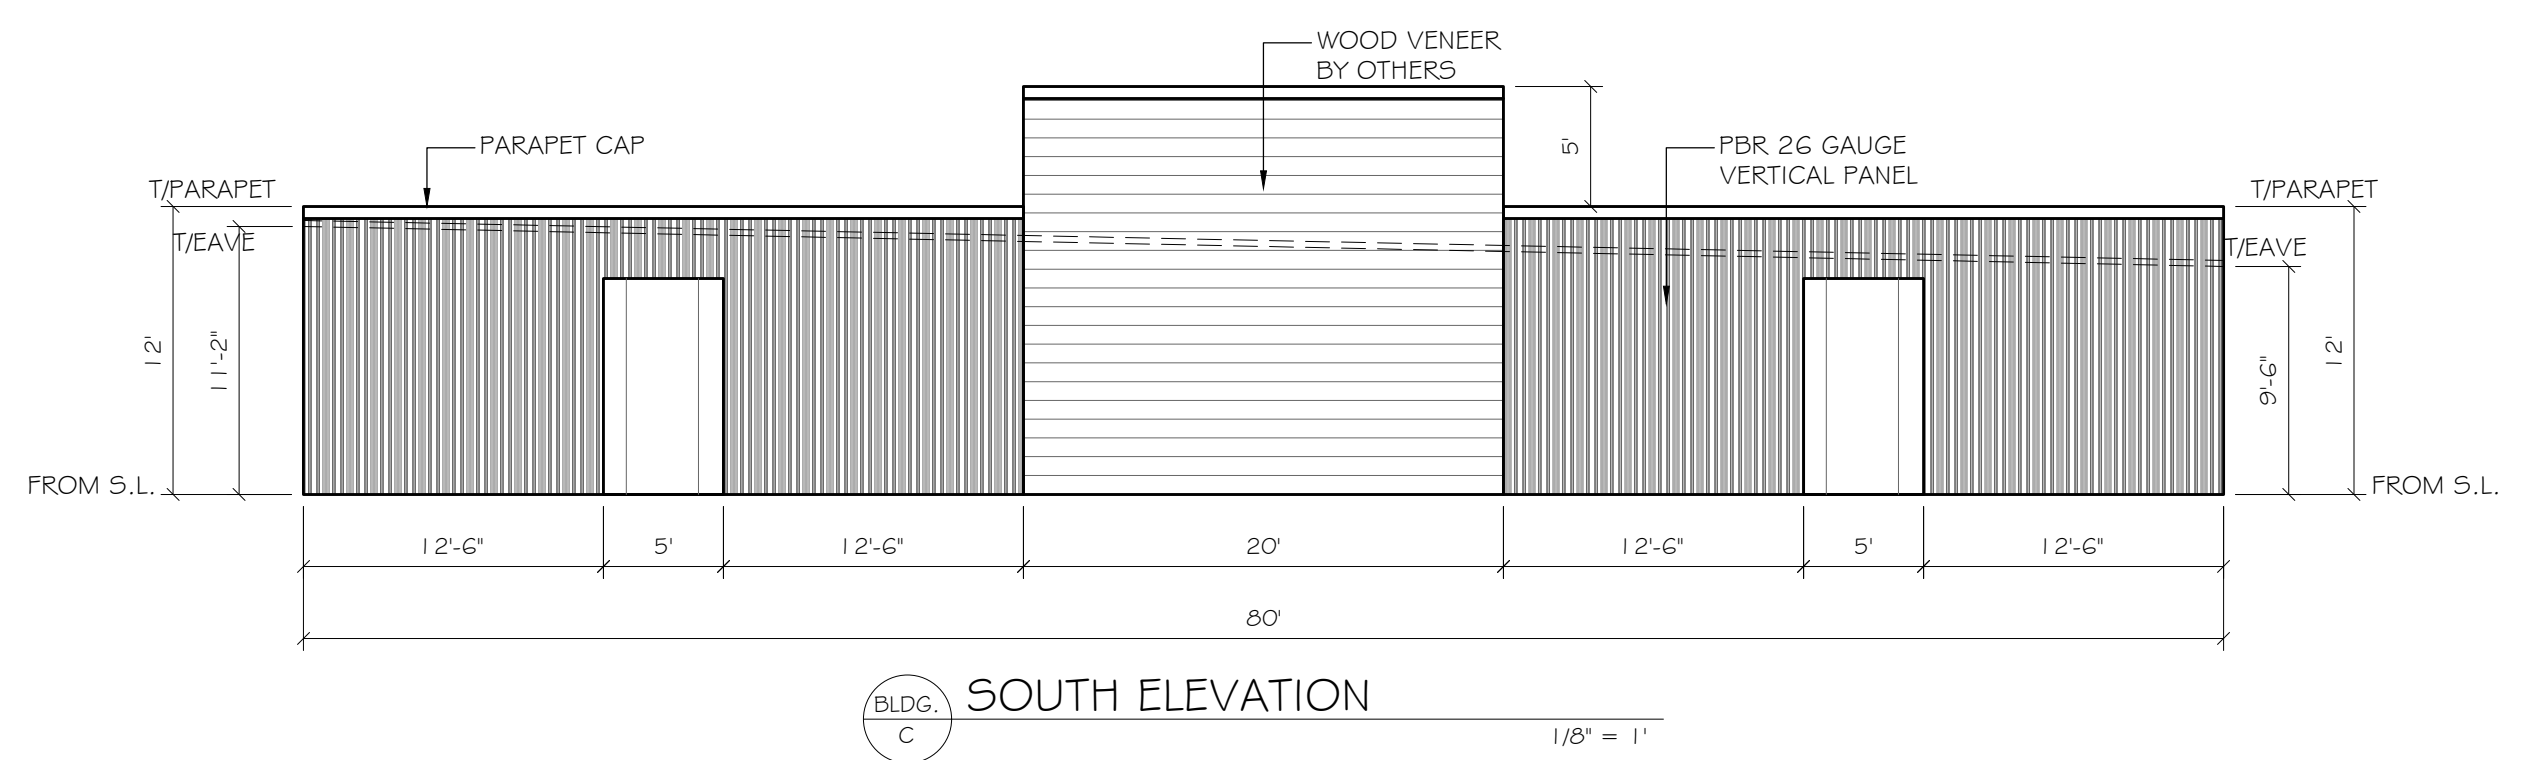 WOOD VENEER
BY OTHERS
PARAPET CAP
5'
PBR 26 GAUGE
VERTICAL PANEL
T/PARAPET
T/PARAPET
T/EAVE
T/EAVE
12'
11'-2"
9'-6"
12'
FROM S.L.
FROM S.L.
12'-6"
5'
12'-6"
20'
12'-6"
5'
12'-6"
80'
BLDG.
C
SOUTH ELEVATION
1/8" = 1'